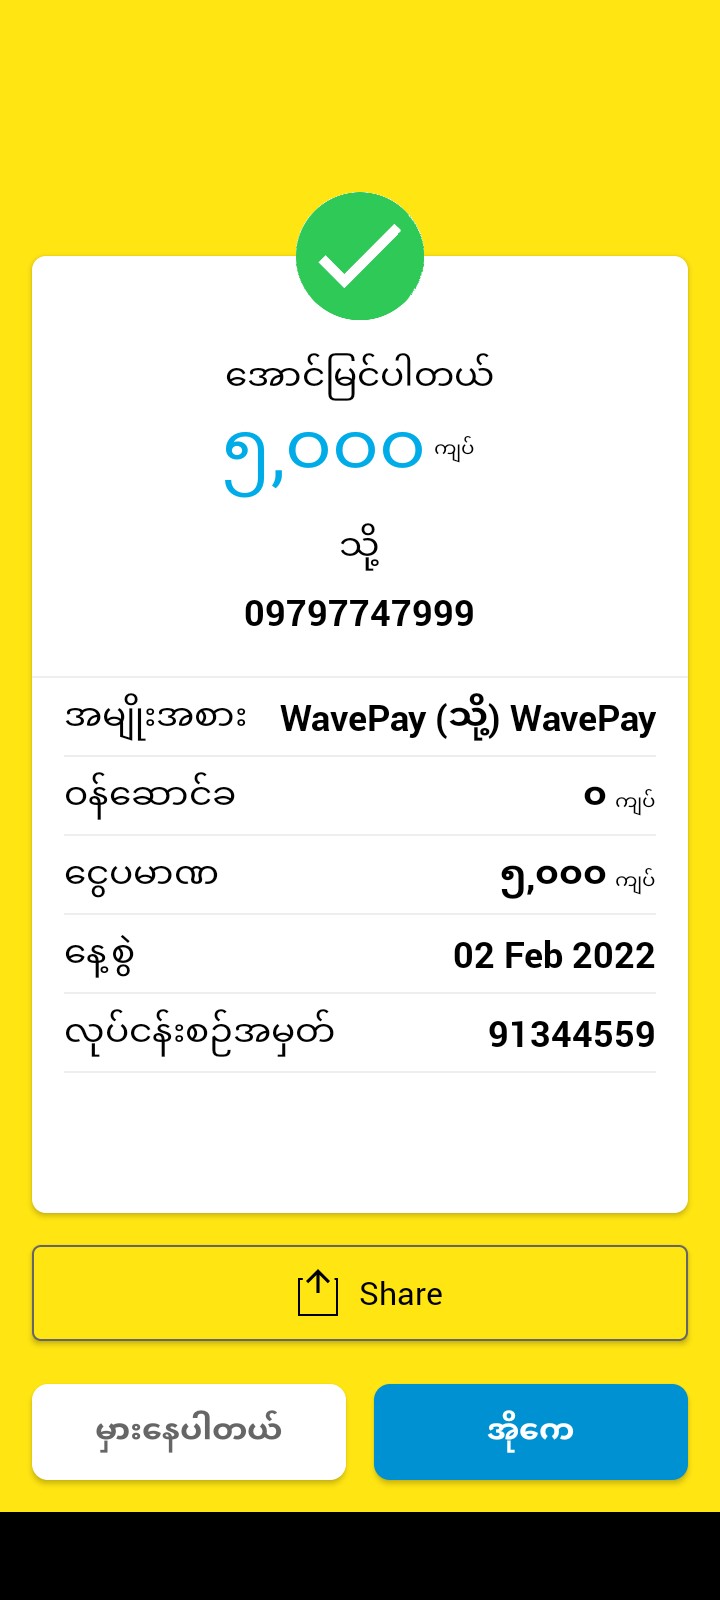 အောင်မြင်ပါတယ်
၅,၀၀၀ ကျပ်
သို့
09797747999
အမျိုးအစား WavePay (သို့) WavePay
ဝန်ဆောင်ခ ၀ ကျပ်
ငွေပမာဏ ၅,၀၀၀ ကျပ်
နေ့စွဲ 02 Feb 2022
လုပ်ငန်းစဉ်အမှတ် 91344559
Share
မှားနေပါတယ် အိုကေ